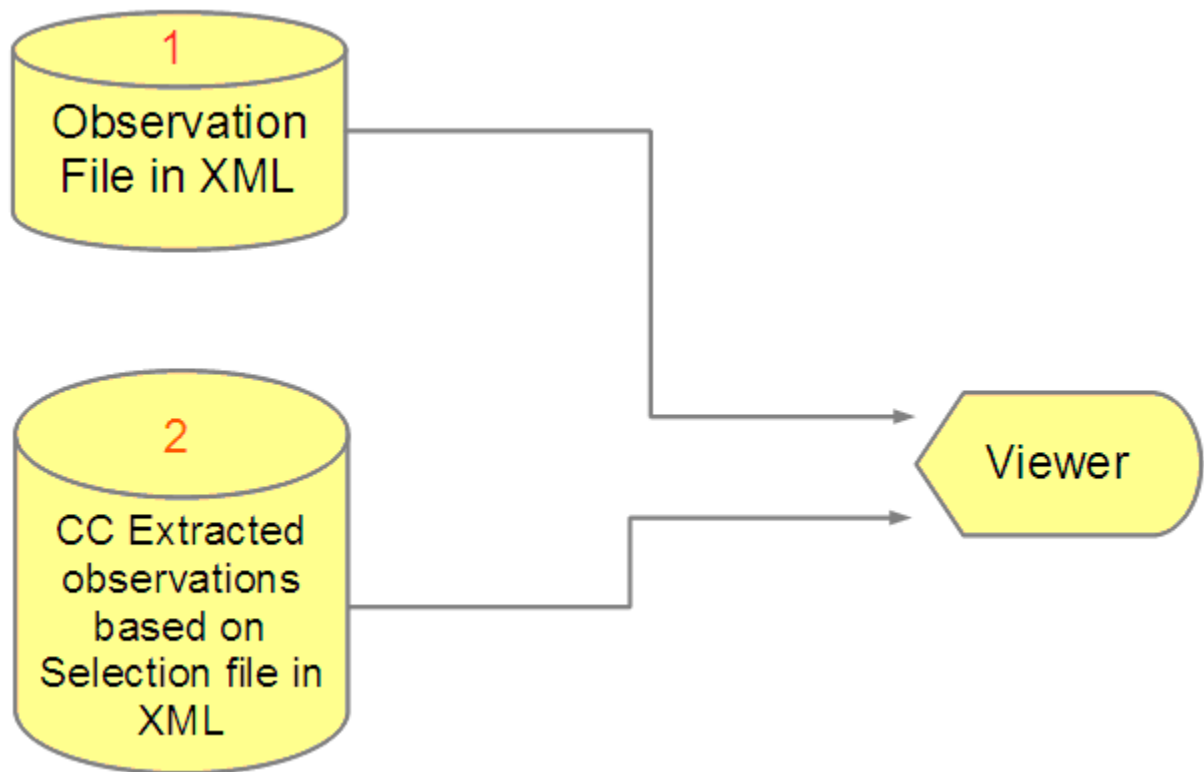 1
Observation
File in XML
2
CC Extracted
observations
based on
Selection file in
XML
Viewer